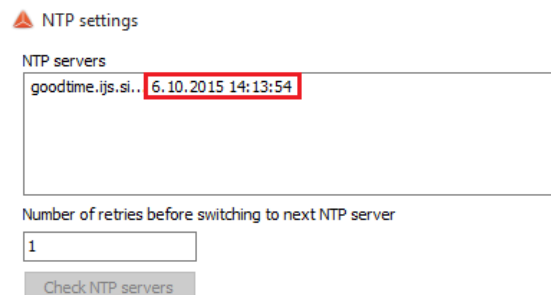 NTP settings
NTP servers
goodtime.ijs.si... 6.10.2015 14:13:54
Number of retries before switching to next NTP server
1
Check NTP servers